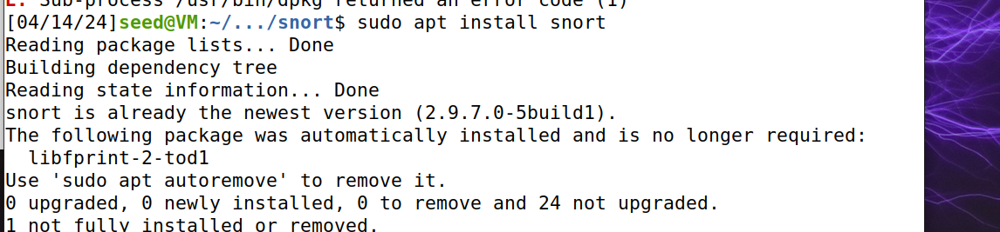 E: Sub-process /usr/bin/dpkg returned an error code (1)
[04/14/24]seed@VM:~/.../snort$ sudo apt install snort
Reading package lists... Done
Building dependency tree
Reading state information... Done
snort is already the newest version (2.9.7.0-5build1).
The following package was automatically installed and is no longer required:
  libfprint-2-tod1
Use 'sudo apt autoremove' to remove it.
0 upgraded, 0 newly installed, 0 to remove and 24 not upgraded.
1 not fully installed or removed.